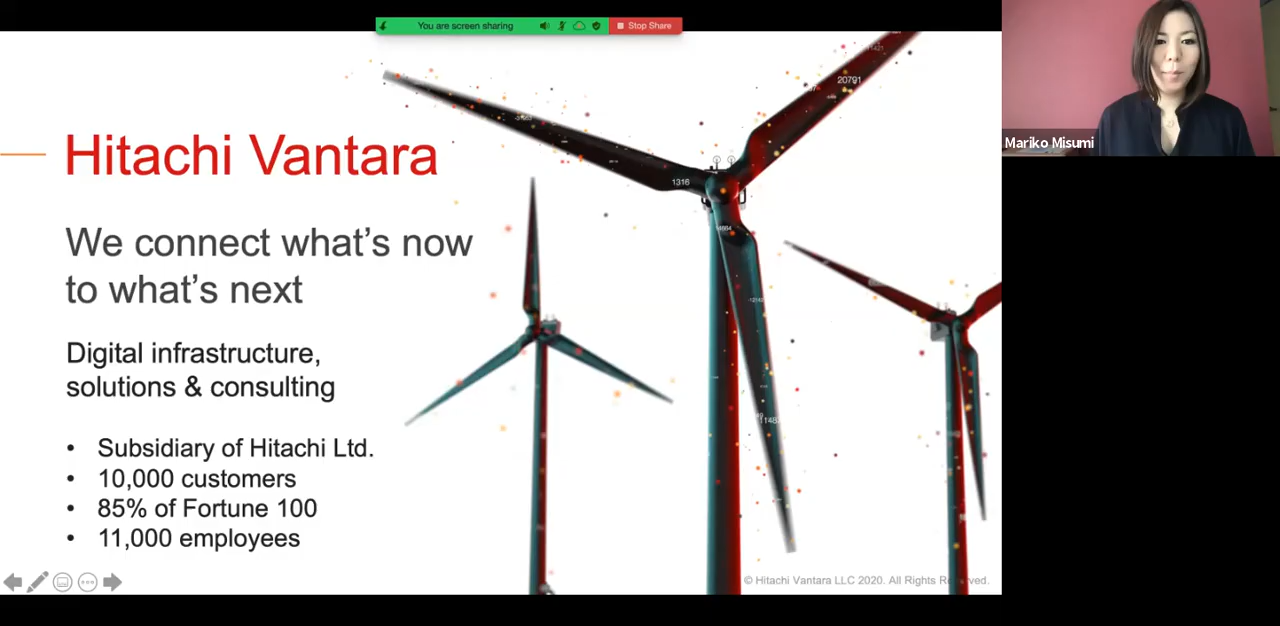 You are screen sharing
Stop Share
Mariko Misumi
Hitachi Vantara
We connect what's now
to what's next
Digital infrastructure,
solutions & consulting
• Subsidiary of Hitachi Ltd.
• 10,000 customers
• 85% of Fortune 100
• 11,000 employees
20791
1316
© Hitachi Vantara LLC 2020. All Rights Reserved.